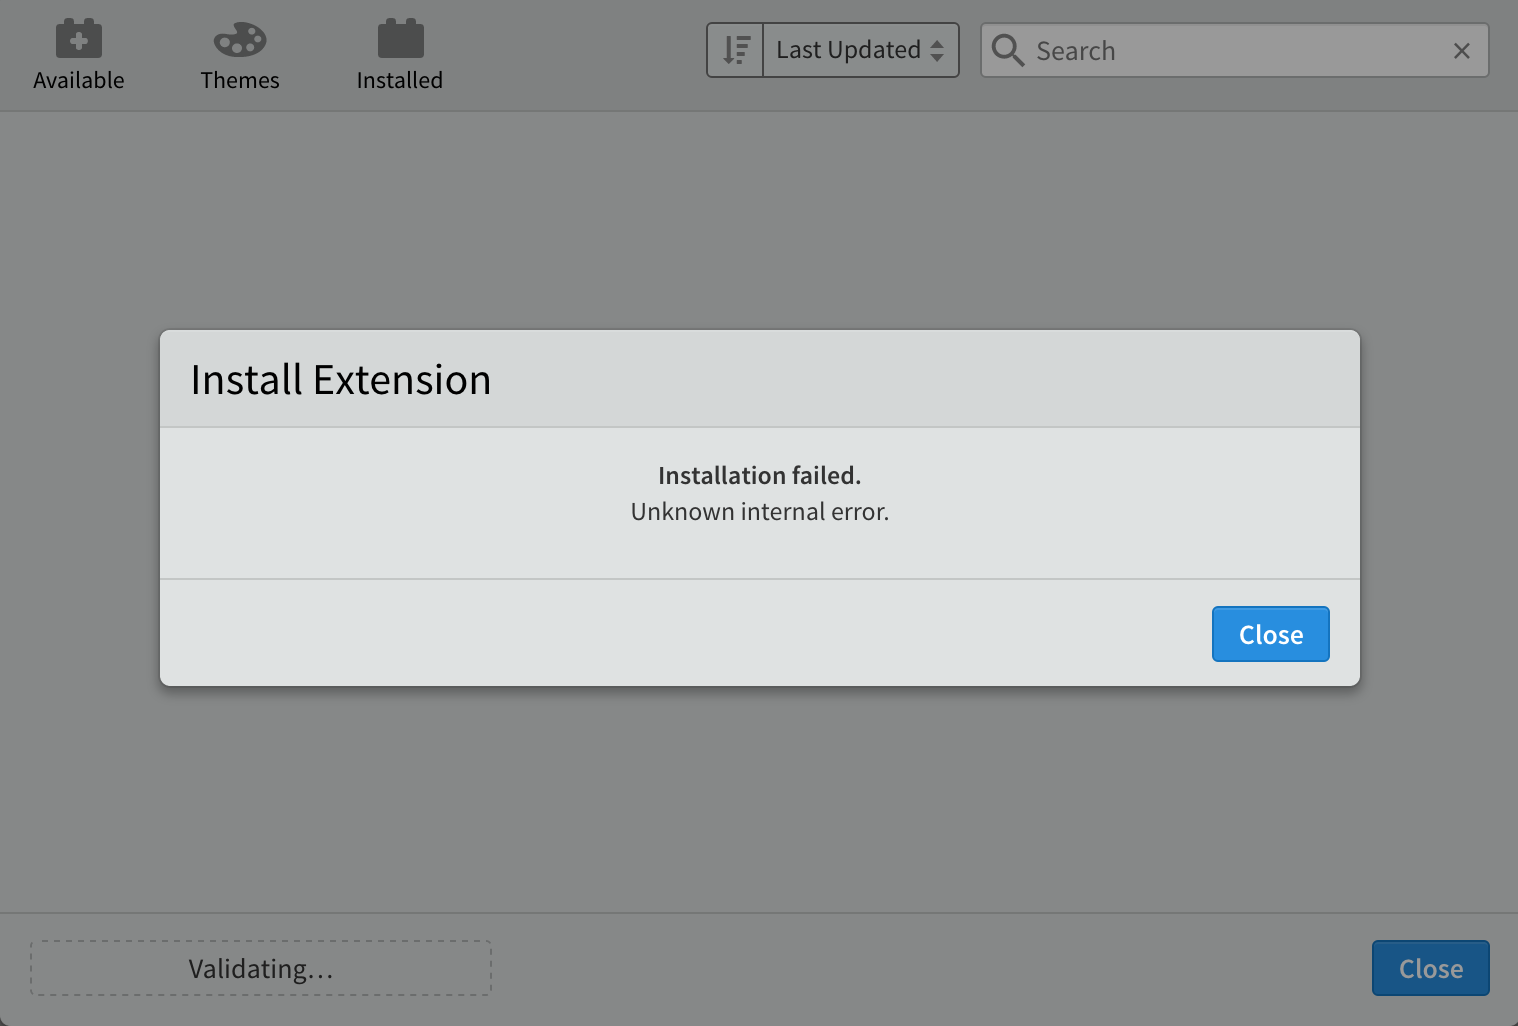 Available
Themes
Installed
Last Updated
Search
Install Extension
Installation failed.
Unknown internal error.
Close
Validating…
Close